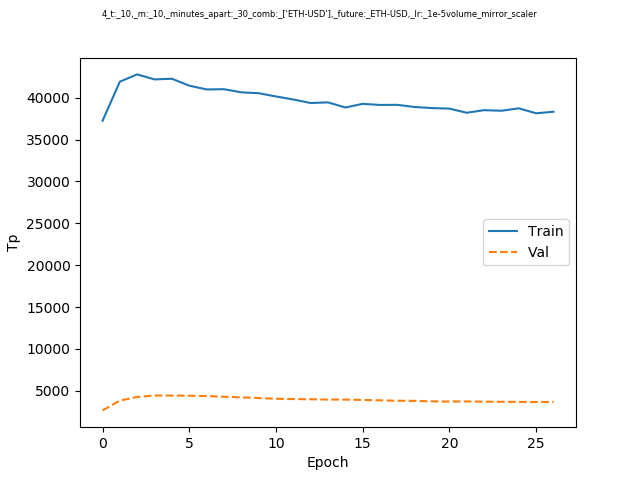 4_t:_10,_m:_10,_minutes_apart:_30_comb:_['ETH-USD'],_future:_ETH-USD,_lr:_1e-5volume_mirror_scaler
40000
35000
30000
25000
20000
15000
10000
5000
Tp
Train
Val
0 5 10 15 20 25
Epoch